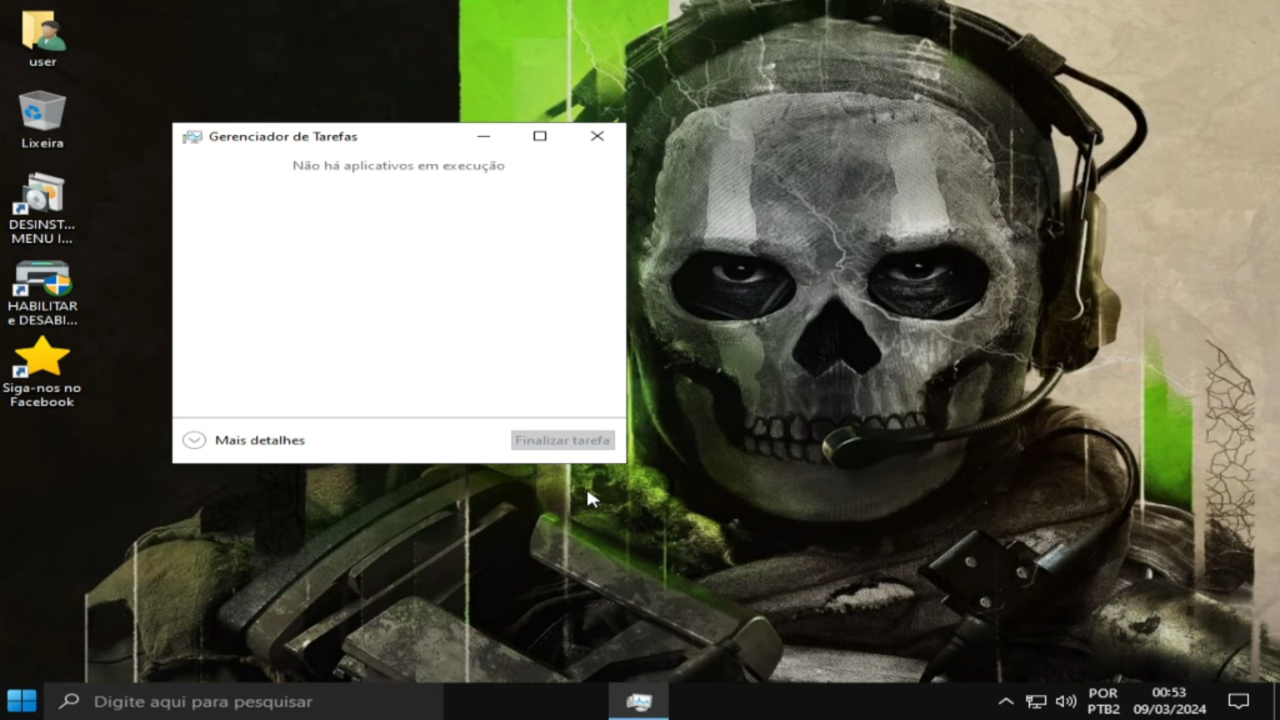 user
Lixeira
DESINST...
MENU I...
HABILITAR
e DESABI...
Siga-nos no
Facebook
Gerenciador de Tarefas
Não há aplicativos em execução
Mais detalhes
Finalizar tarefa
Digite aqui para pesquisar
POR
PTB2
00:53
09/03/2024